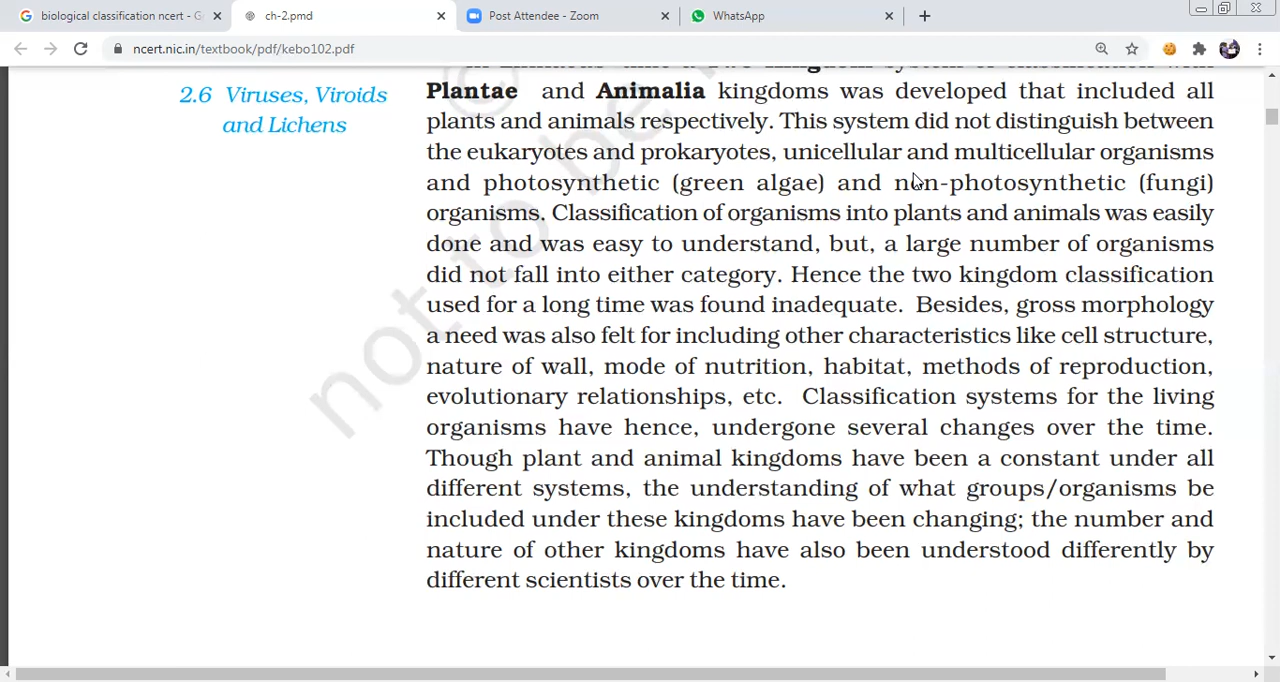 biological classification ncert - G
ch-2.pmd
Post Attendee - Zoom
WhatsApp
ncert.nic.in/textbook/pdf/kebo102.pdf
2.6 Viruses, Viroids
and Lichens
Plantae and Animalia kingdoms was developed that included all
plants and animals respectively. This system did not distinguish between
the eukaryotes and prokaryotes, unicellular and multicellular organisms
and photosynthetic (green algae) and non-photosynthetic (fungi)
organisms. Classification of organisms into plants and animals was easily
done and was easy to understand, but, a large number of organisms
did not fall into either category. Hence the two kingdom classification
used for a long time was found inadequate. Besides, gross morphology
a need was also felt for including other characteristics like cell structure,
nature of wall, mode of nutrition, habitat, methods of reproduction,
evolutionary relationships, etc. Classification systems for the living
organisms have hence, undergone several changes over the time.
Though plant and animal kingdoms have been a constant under all
different systems, the understanding of what groups/organisms be
included under these kingdoms have been changing; the number and
nature of other kingdoms have also been understood differently by
different scientists over the time.
not to be